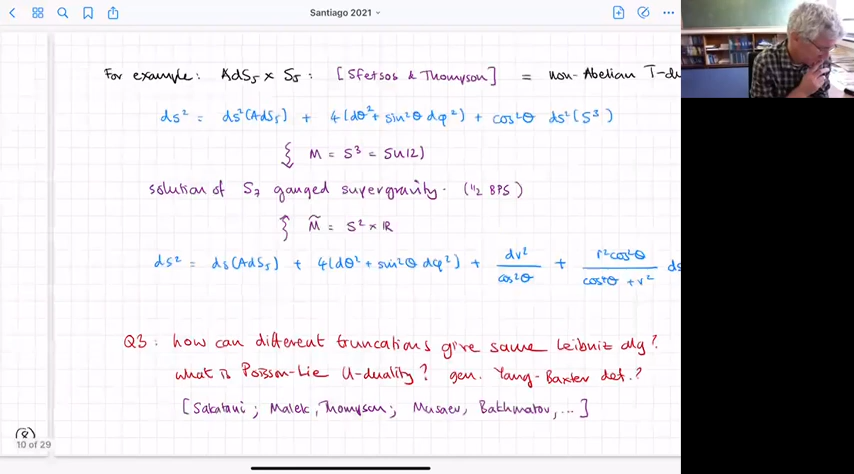 Santiago 2021
For example: AdS₅ × S₅ : [Sfetsos & Thompson] = non-Abelian T-du
ds² = ds²(AdS₅) + 4(dθ² + sin²θ dφ²) + cos²θ ds²(S³)
M = S³ = SU(2)
solution of S₇ gauged supergravity. (1/2 BPS)
M̃ = S² × ℝ
ds² = ds(AdS₅) + 4(dθ² + sin²θ dφ²) + dr²/cos²θ + r²cos²θ/(cos⁴θ + r²) ds
Q3: how can different truncations give same Leibniz alg?
what is Poisson-Lie U-duality? gen. Yang-Baxter def.?
[Sakatani; Malek, Thompson; Musaev, Bakhmatov, ...]
(8)
10 of 29